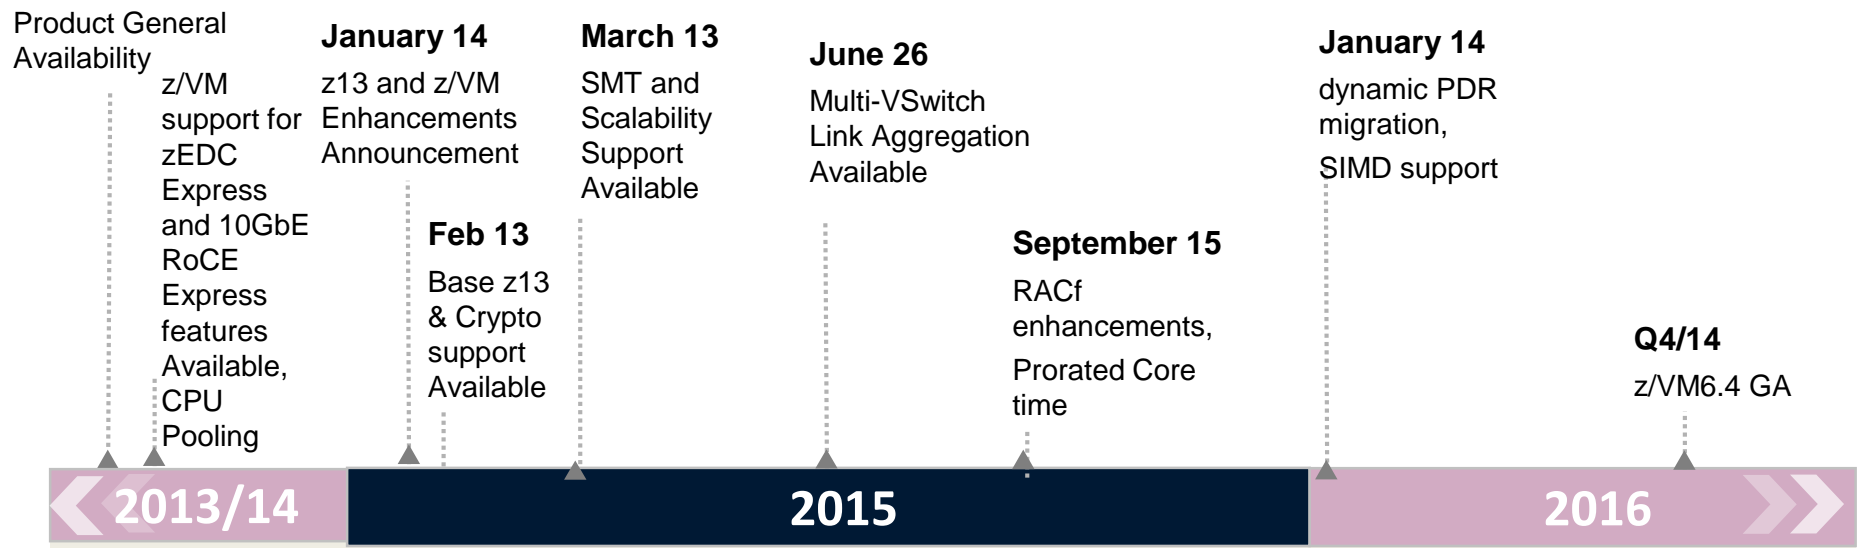 Product General
Availability
z/VM
support for
zEDC
Express
and 10GbE
RoCE
Express
features
Available,
CPU
Pooling
January 14
z13 and z/VM
Enhancements
Announcement
Feb 13
Base z13
& Crypto
support
Available
March 13
SMT and
Scalability
Support
Available
June 26
Multi-VSwitch
Link Aggregation
Available
September 15
RACf
enhancements,
Prorated Core
time
January 14
dynamic PDR
migration,
SIMD support
Q4/14
z/VM6.4 GA
2013/14
2015
2016